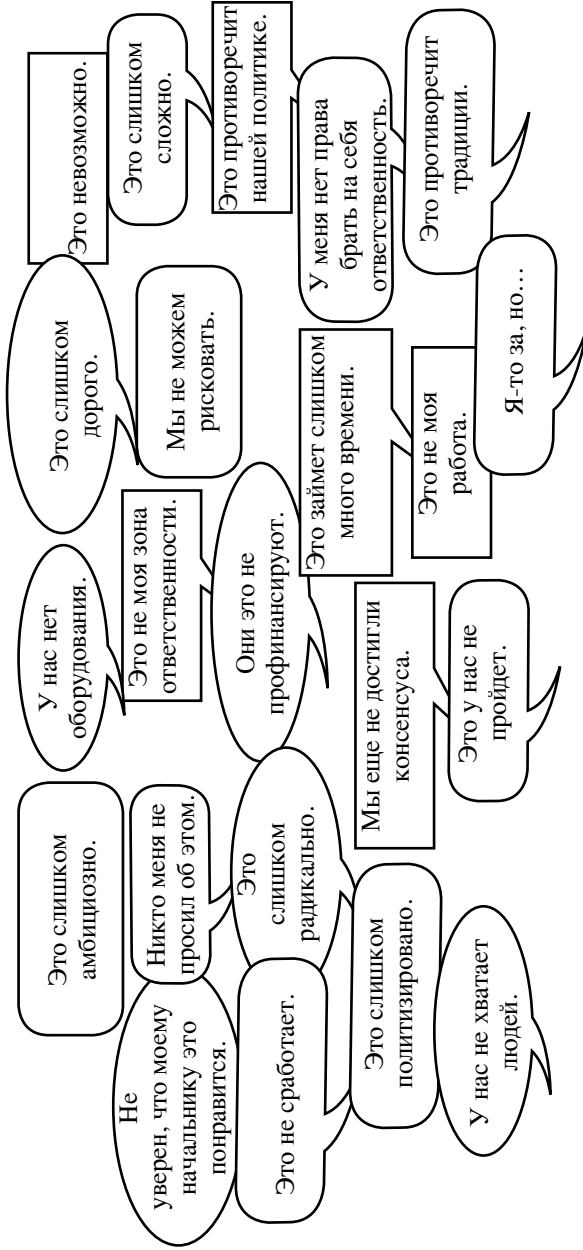 Это слишком
амбициозно.
У нас нет
оборудования.
Это слишком
дорого.
Это невозможно.
Не
уверен, что моему
начальнику это
понравится.
Никто меня не
просил об этом.
Это не моя зона
ответственности.
Мы не можем
рисковать.
Это слишком
сложно.
Это не сработает.
Это
слишком
радикально.
Они это не
профинансируют.
Это противоречит
нашей политике.
Это слишком
политизировано.
Мы еще не достигли
консенсуса.
Это займет слишком
много времени.
У меня нет права
брать на себя
ответственность.
У нас не хватает
людей.
Это у нас не
пройдет.
Это не моя
работа.
Я-то за, но…
Это противоречит
традиции.